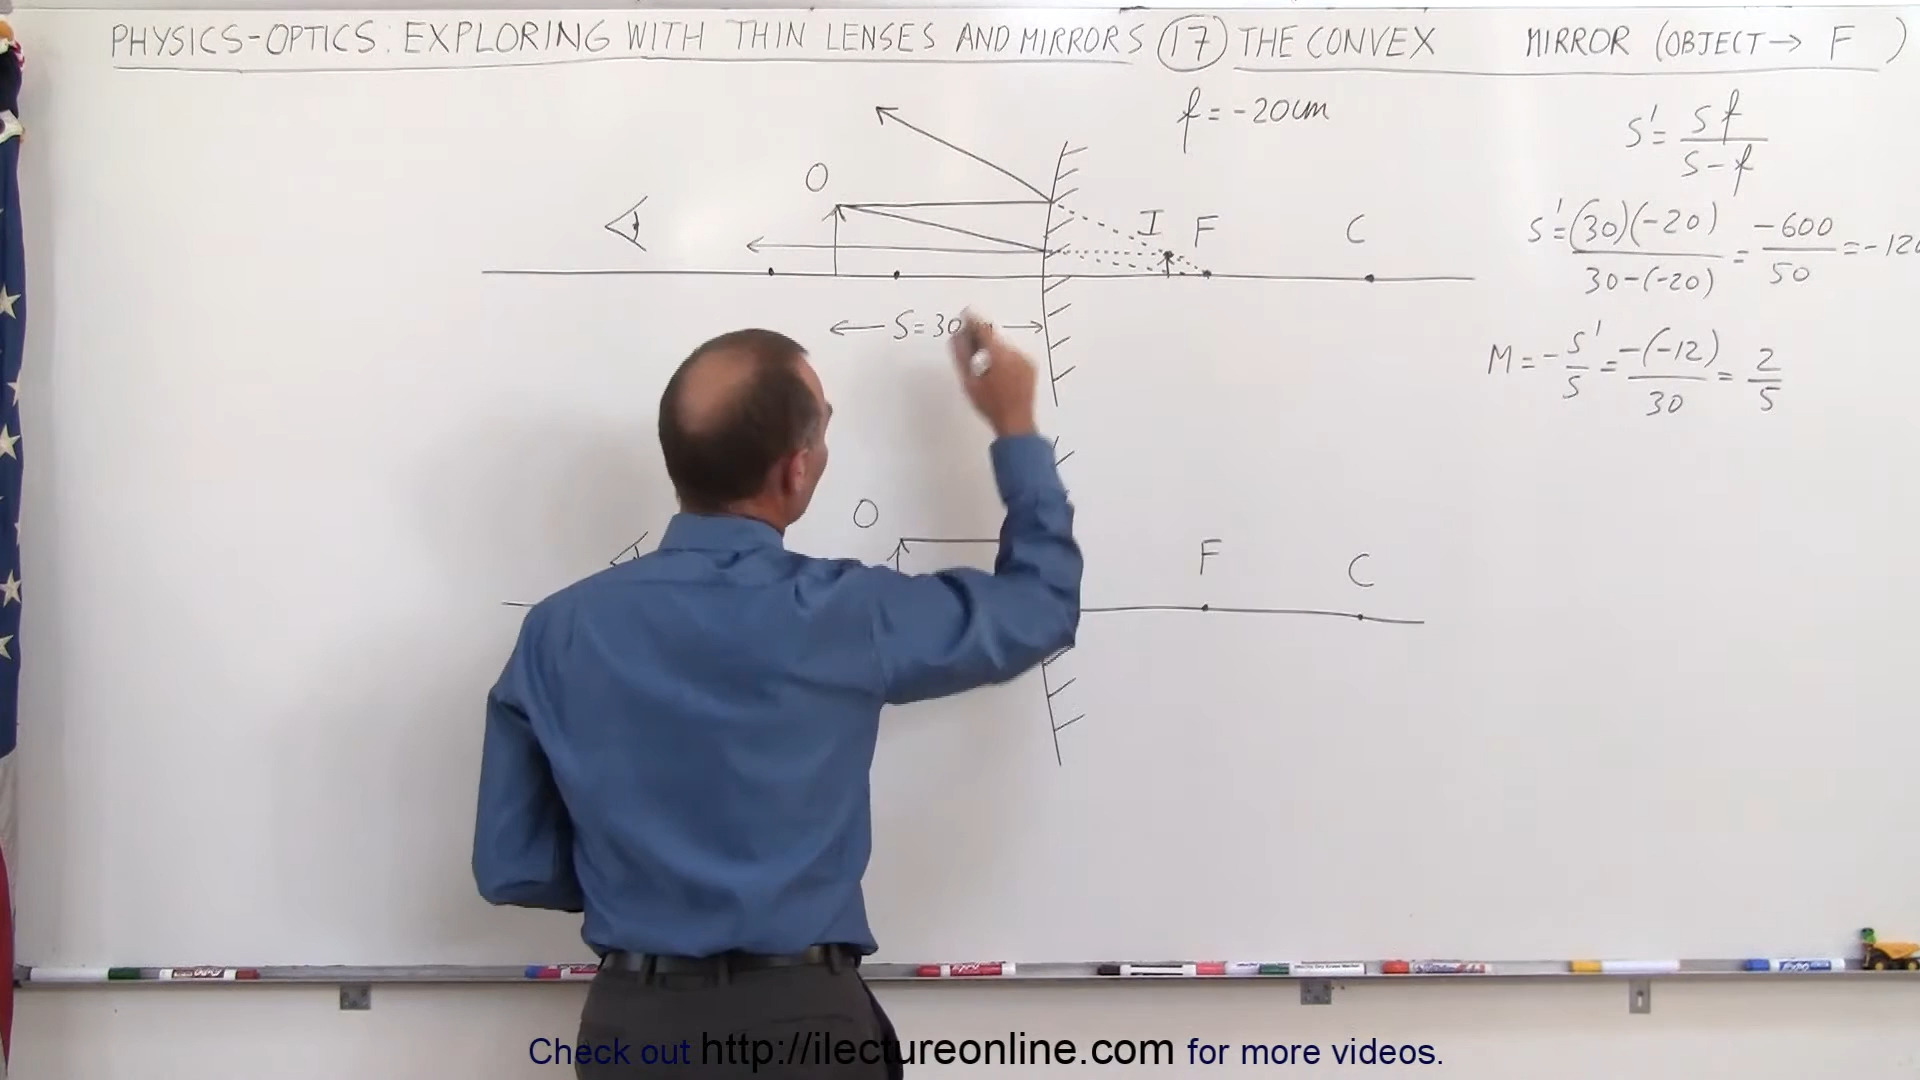 PHYSICS-OPTICS: EXPLORING WITH THIN LENSES AND MIRRORS 17 THE CONVEX MIRROR (OBJECT → F )
f = -20cm
S' = S f / S - f
O
I F C
S' = (30)(-20) / 30-(-20) = -600 / 50 = -12
← S=30 →
M = - S' / S = -(-12) / 30 = 2 / 5
O
F C
EXPO
Check out http://ilectureonline.com for more videos.